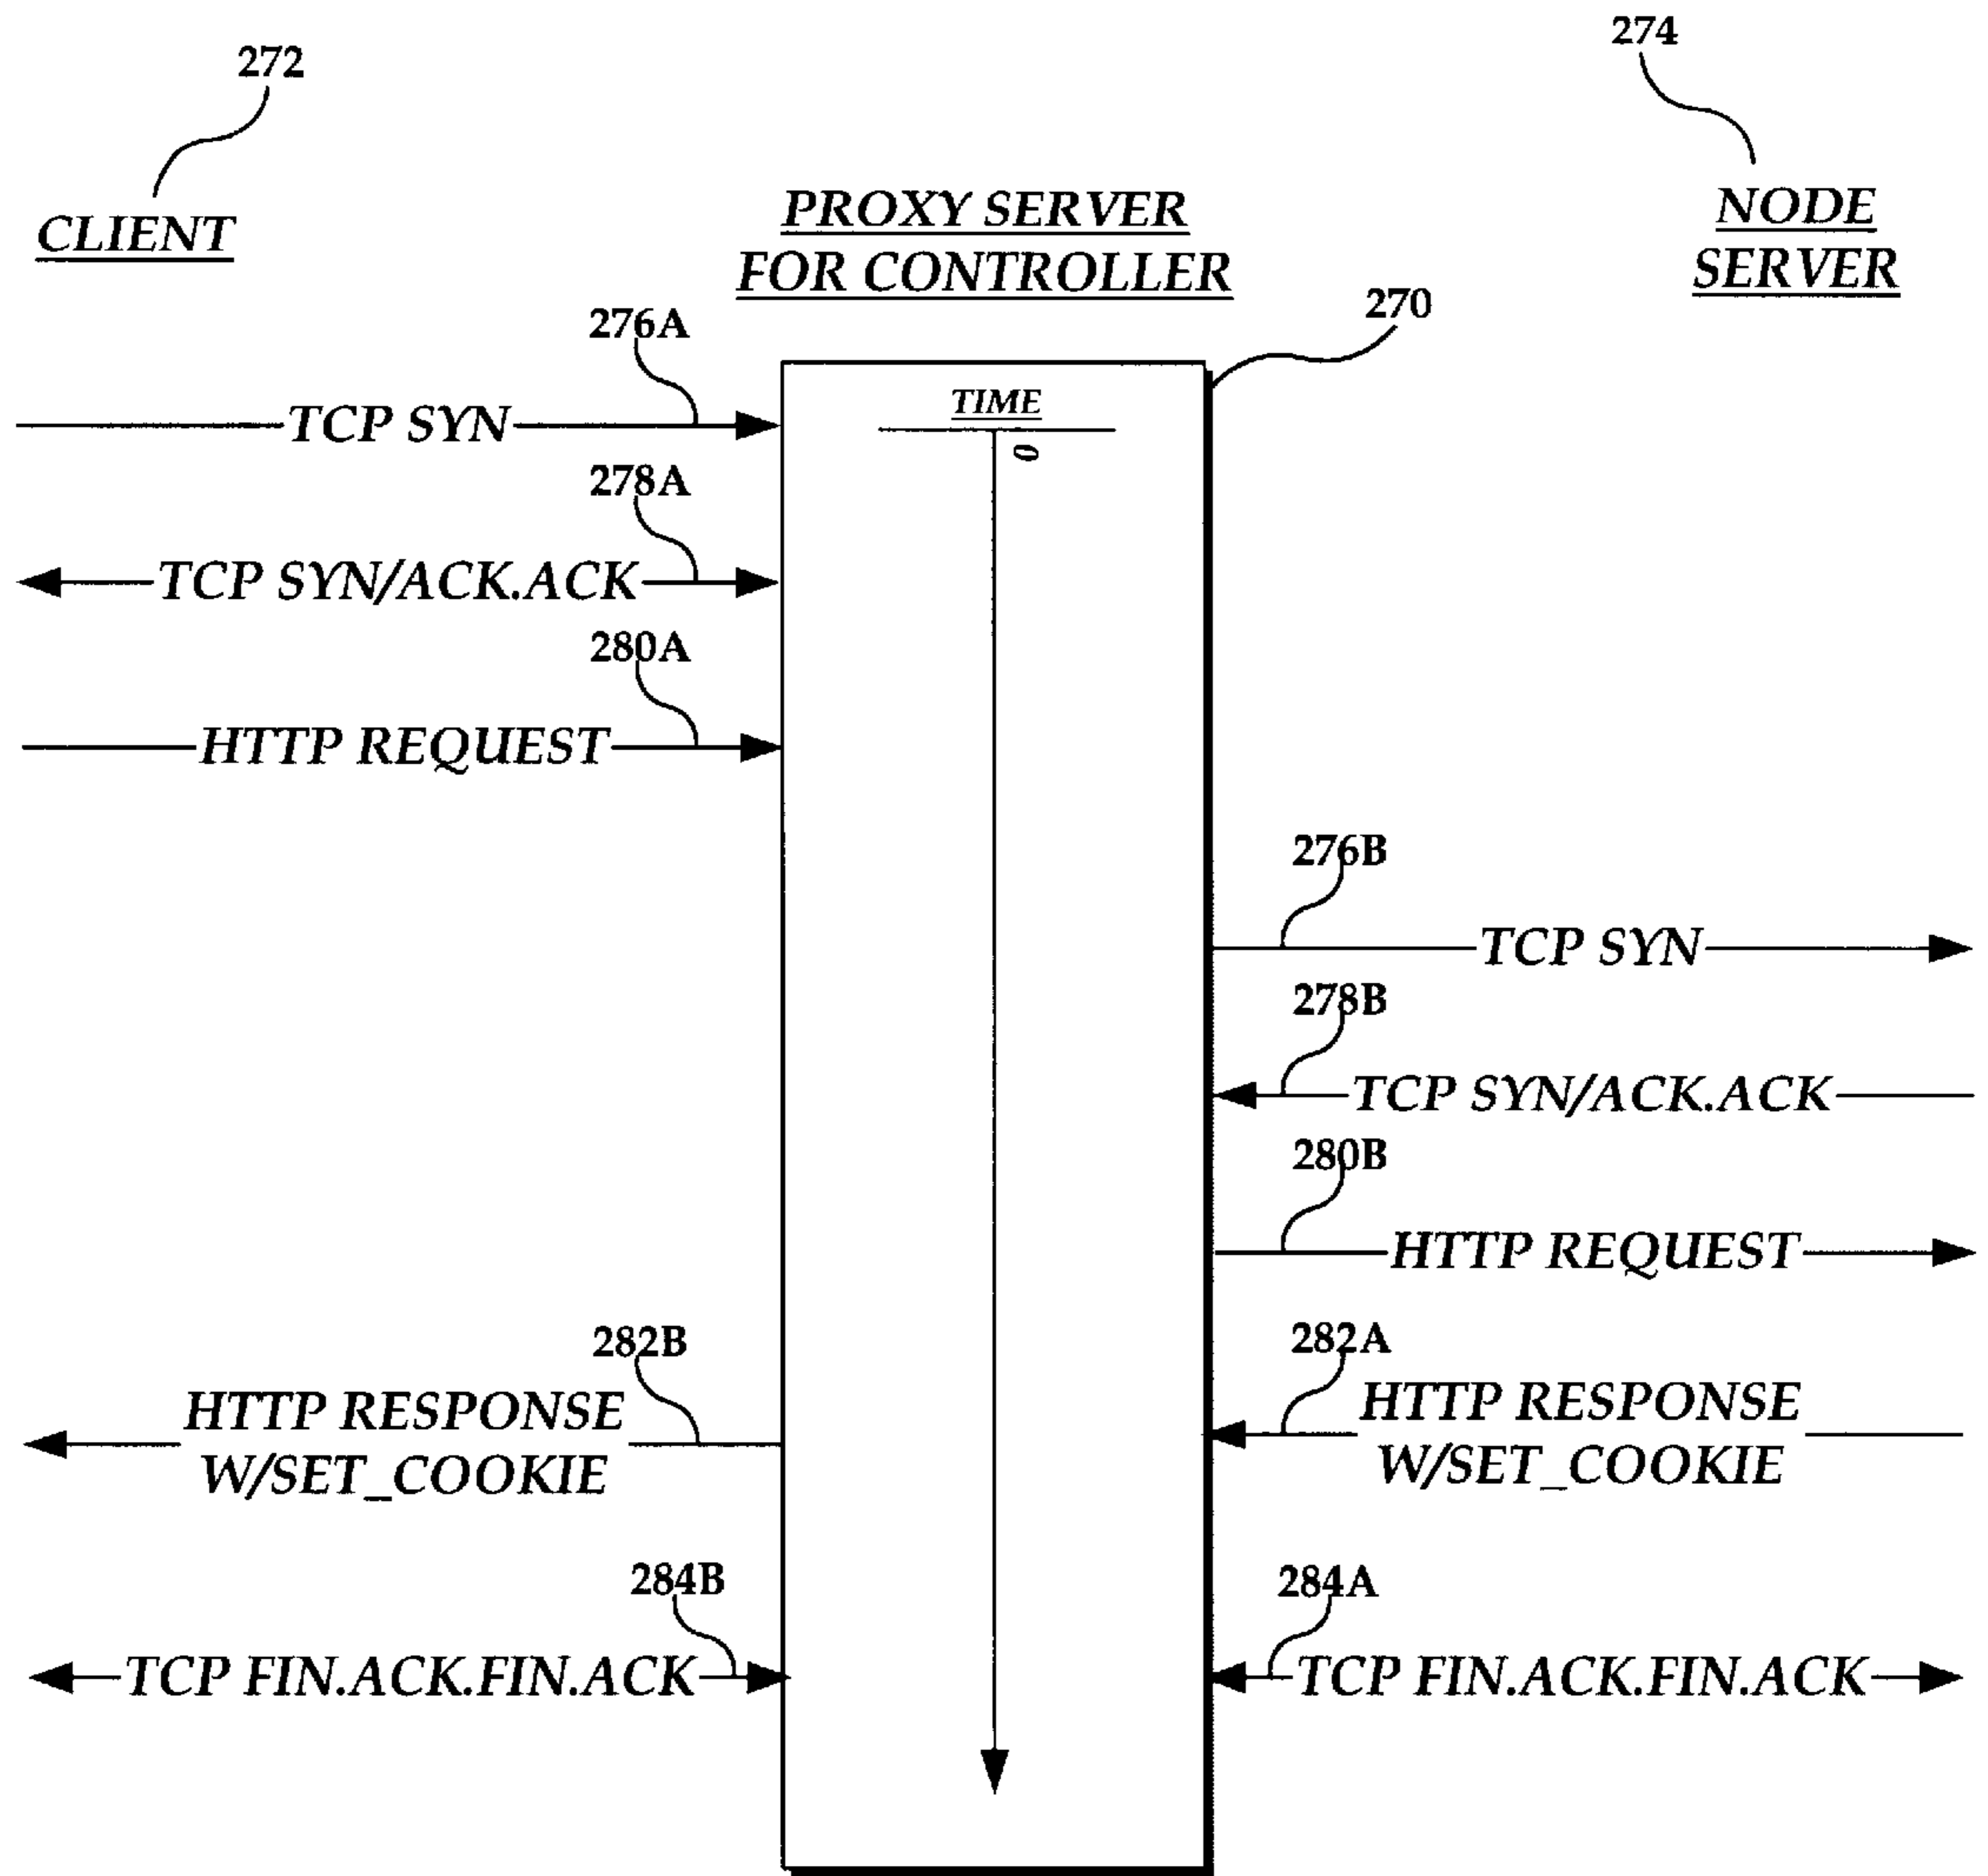 274
272
CLIENT
PROXY SERVER
FOR CONTROLLER
NODE
SERVER
270
276A
TCP SYN
TIME
0
278A
TCP SYN/ACK.ACK
280A
HTTP REQUEST
276B
TCP SYN
278B
TCP SYN/ACK.ACK
280B
HTTP REQUEST
282B
HTTP RESPONSE
W/SET_COOKIE
282A
HTTP RESPONSE
W/SET_COOKIE
284B
TCP FIN.ACK.FIN.ACK
284A
TCP FIN.ACK.FIN.ACK